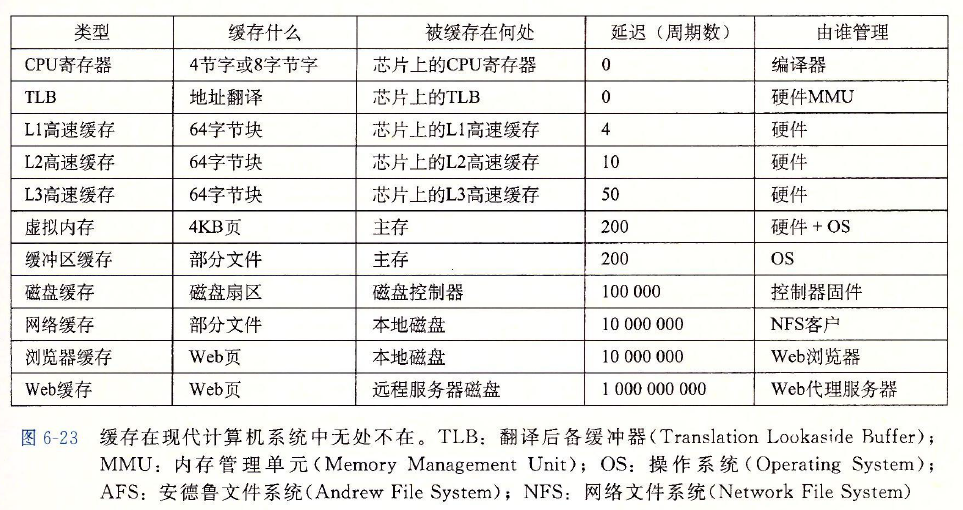 类型 缓存什么 被缓存在何处 延迟（周期数） 由谁管理
CPU寄存器 4节字或8字节字 芯片上的CPU寄存器 0 编译器
TLB 地址翻译 芯片上的TLB 0 硬件MMU
L1高速缓存 64字节块 芯片上的L1高速缓存 4 硬件
L2高速缓存 64字节块 芯片上的L2高速缓存 10 硬件
L3高速缓存 64字节块 芯片上的L3高速缓存 50 硬件
虚拟内存 4KB页 主存 200 硬件 + OS
缓冲区缓存 部分文件 主存 200 OS
磁盘缓存 磁盘扇区 磁盘控制器 100 000 控制器固件
网络缓存 部分文件 本地磁盘 10 000 000 NFS客户
浏览器缓存 Web页 本地磁盘 10 000 000 Web浏览器
Web缓存 Web页 远程服务器磁盘 1 000 000 000 Web代理服务器
图 6-23 缓存在现代计算机系统中无处不在。TLB：翻译后备缓冲器(Translation Lookaside Buffer)；
MMU：内存管理单元(Memory Management Unit)；OS：操作系统(Operating System)；
AFS：安德鲁文件系统(Andrew File System)；NFS：网络文件系统(Network File System)